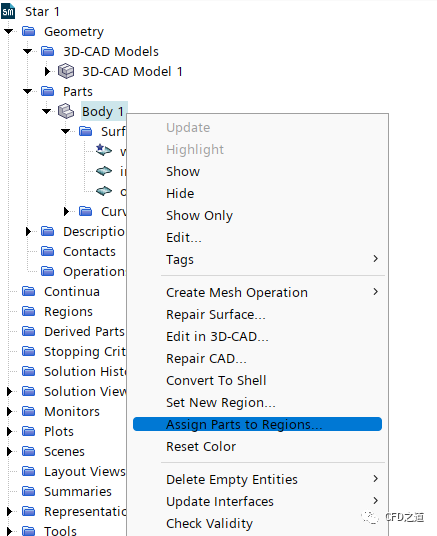 Star 1
Geometry
3D-CAD Models
3D-CAD Model 1
Parts
Body 1
Surf
w
in
o
Curv
Description
Contacts
Operations
Continua
Regions
Derived Parts
Stopping Crit
Solution Hist
Solution View
Monitors
Plots
Scenes
Layout Views
Summaries
Representatio
Tools
Update
Highlight
Show
Hide
Show Only
Edit...
Tags
Create Mesh Operation
Repair Surface...
Edit in 3D-CAD...
Repair CAD...
Convert To Shell
Set New Region...
Assign Parts to Regions...
Reset Color
Delete Empty Entities
Update Interfaces
Check Validity
CFD之道